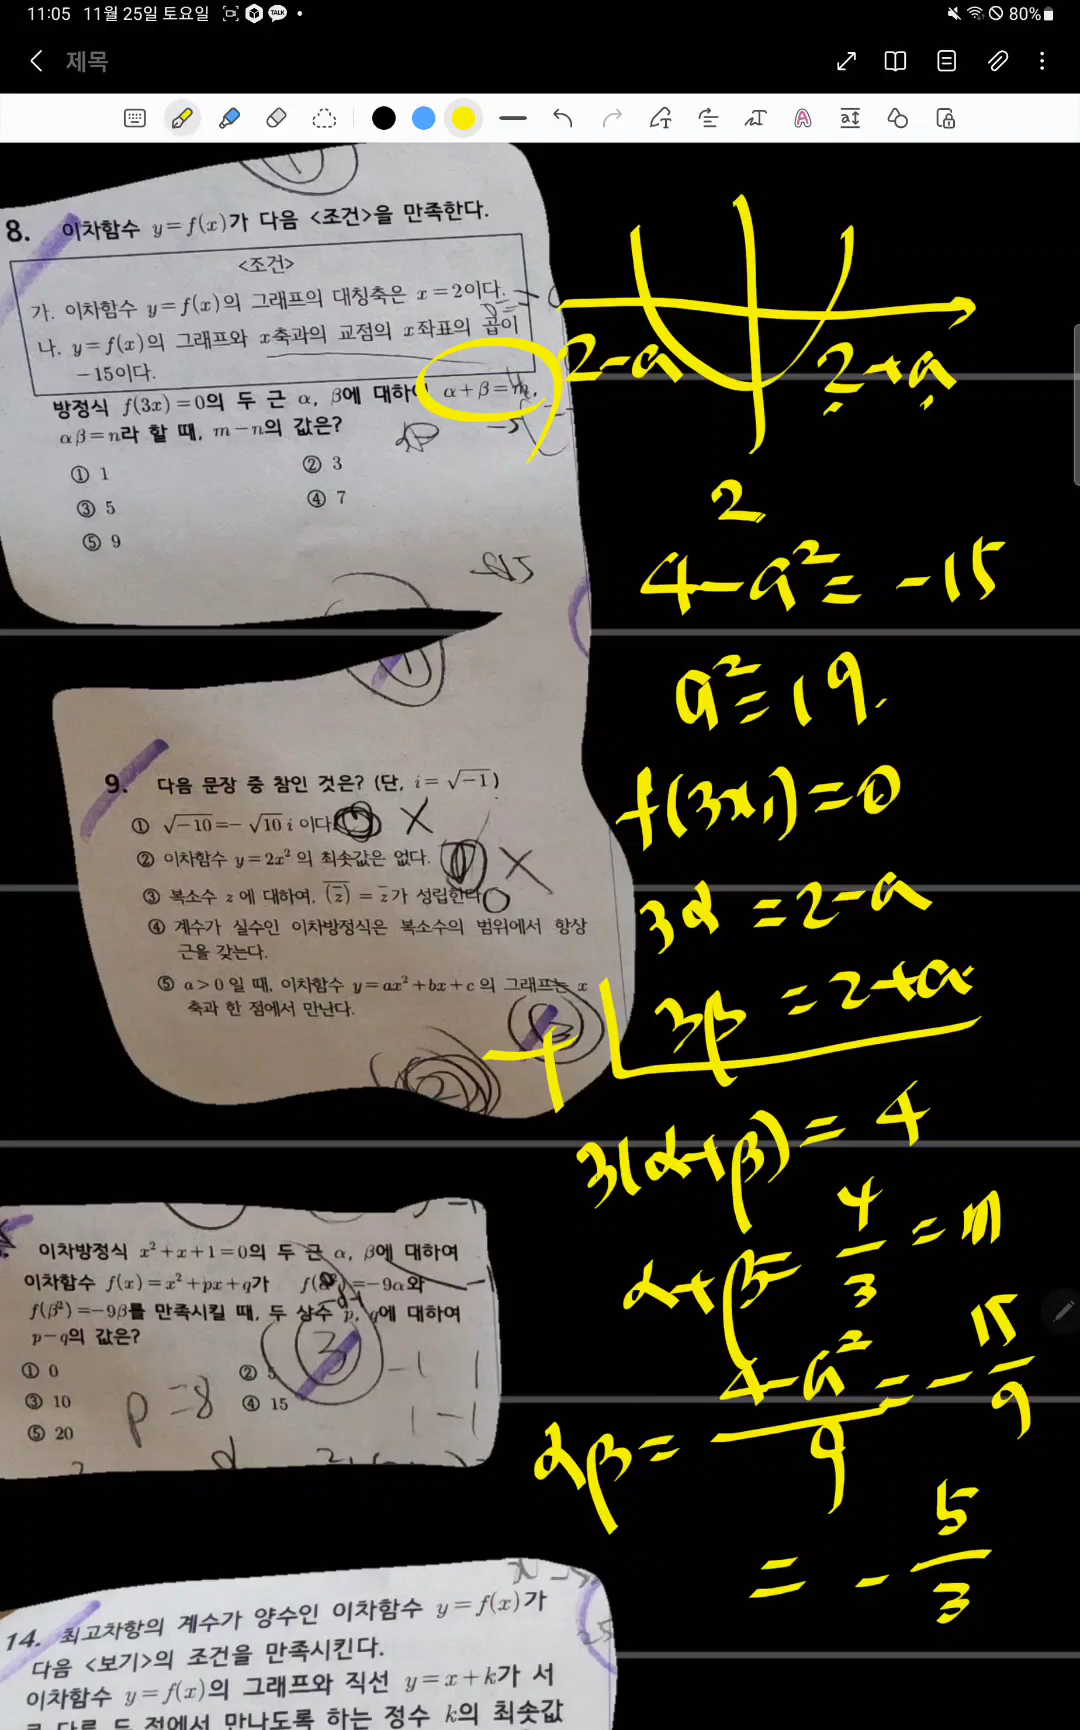 11:05 11월 25일 토요일
80%
제목
8. 이차함수 y=f(x)가 다음 <조건>을 만족한다.
<조건>
가. 이차함수 y=f(x)의 그래프의 대칭축은 x=2이다.
나. y=f(x)의 그래프와 x축과의 교점의 x좌표의 곱이
-15이다.
방정식 f(3x)=0의 두 근 α, β에 대하여 α+β=m,
αβ=n라 할 때, m-n의 값은?
① 1
② 3
③ 5
④ 7
⑤ 9
2-a
2+a
2
4-a²=-15
a²=19.
f(3x)=0
3α=2-a
+ 3β=2+a
3(α+β)=4
α+β=4/3=m
αβ=(4-a²)/9=-15/9
=-5/3
9. 다음 문장 중 참인 것은? (단, i=√-1)
① √-10=-√10 i 이다. X
② 이차함수 y=2x²의 최솟값은 없다. X
③ 복소수 z에 대하여, (z̄)̄=z̄가 성립한다. O
④ 계수가 실수인 이차방정식은 복소수의 범위에서 항상
근을 갖는다.
⑤ a>0일 때, 이차함수 y=ax²+bx+c의 그래프는 x
축과 한 점에서 만난다.
이차방정식 x²+x+1=0의 두 근 α, β에 대하여
이차함수 f(x)=x²+px+q가 f( )=-9α와
f(β²)=-9β를 만족시킬 때, 두 상수 p, q에 대하여
p-q의 값은?
① 0
② 5
③ 10
④ 15
⑤ 20
3
p=8
-1 1
1 -1
14. 최고차항의 계수가 양수인 이차함수 y=f(x)가
다음 <보기>의 조건을 만족시킨다.
이차함수 y=f(x)의 그래프와 직선 y=x+k가 서
로 다른 두 점에서 만나도록 하는 정수 k의 최솟값